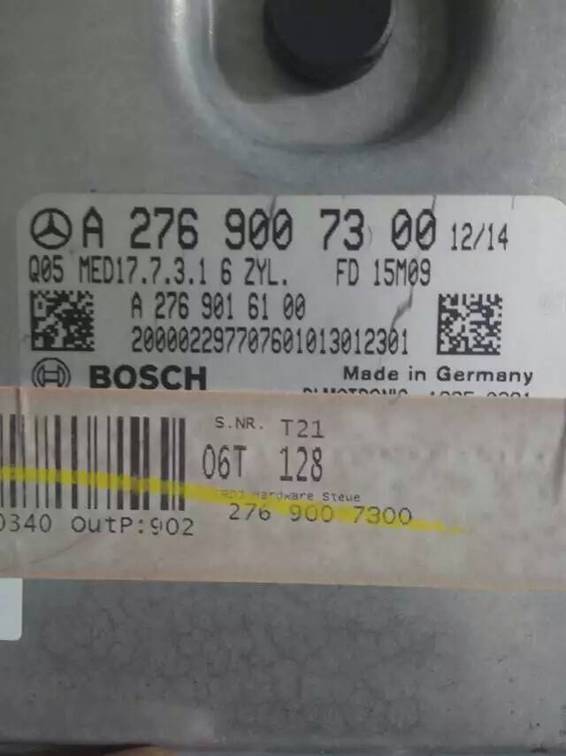 A 276 900 73 00 12/14
Q05 MED17.7.3.1 6 ZYL. FD 15M09
A 276 901 61 00
200002297707601013012301
BOSCH Made in Germany
S.NR. T21
06T 128
Hardware Steue
276 900 7300
0340 OutP:902